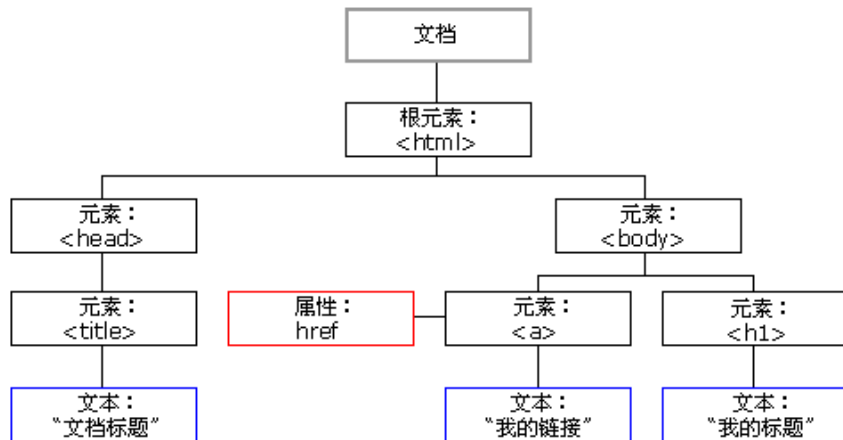 文档
根元素：
<html>
元素：
<head>
元素：
<body>
元素：
<title>
属性：
href
元素：
<a>
元素：
<h1>
文本：
“文档标题”
文本：
“我的链接”
文本：
“我的标题”